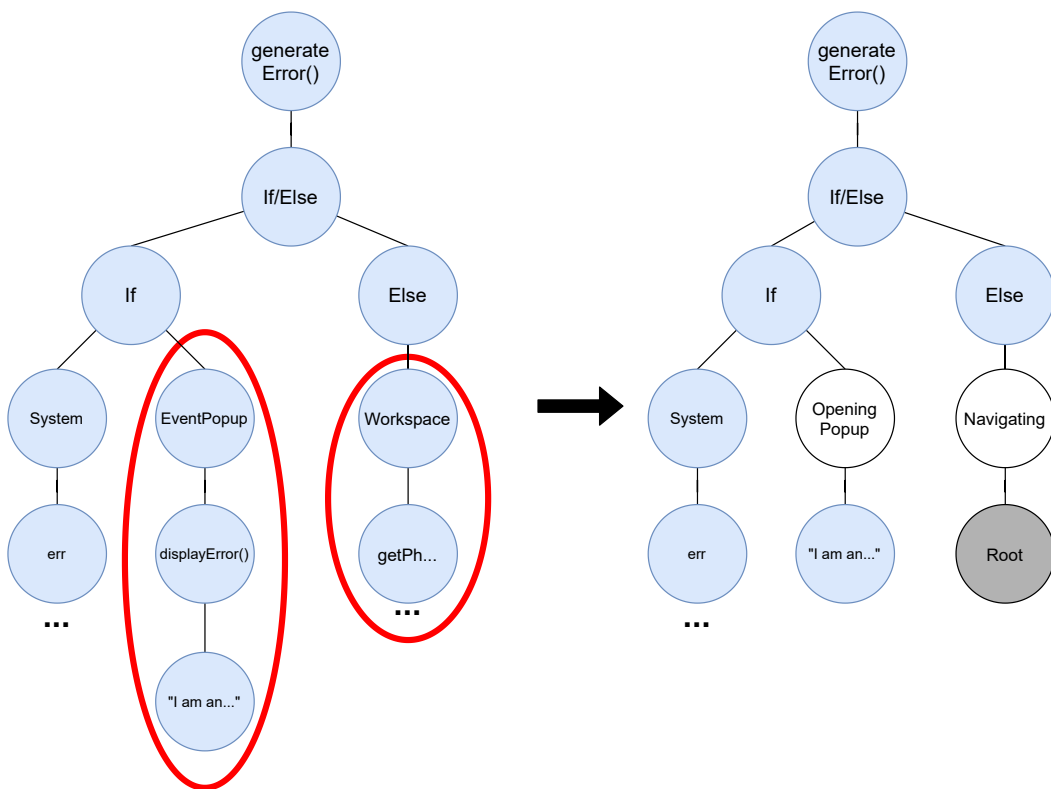 generate
Error()
If/Else
If
Else
System
EventPopup
Workspace
err
displayError()
getPh...
...
...
"I am an..."
generate
Error()
If/Else
If
Else
System
Opening
Popup
Navigating
err
"I am an..."
Root
...